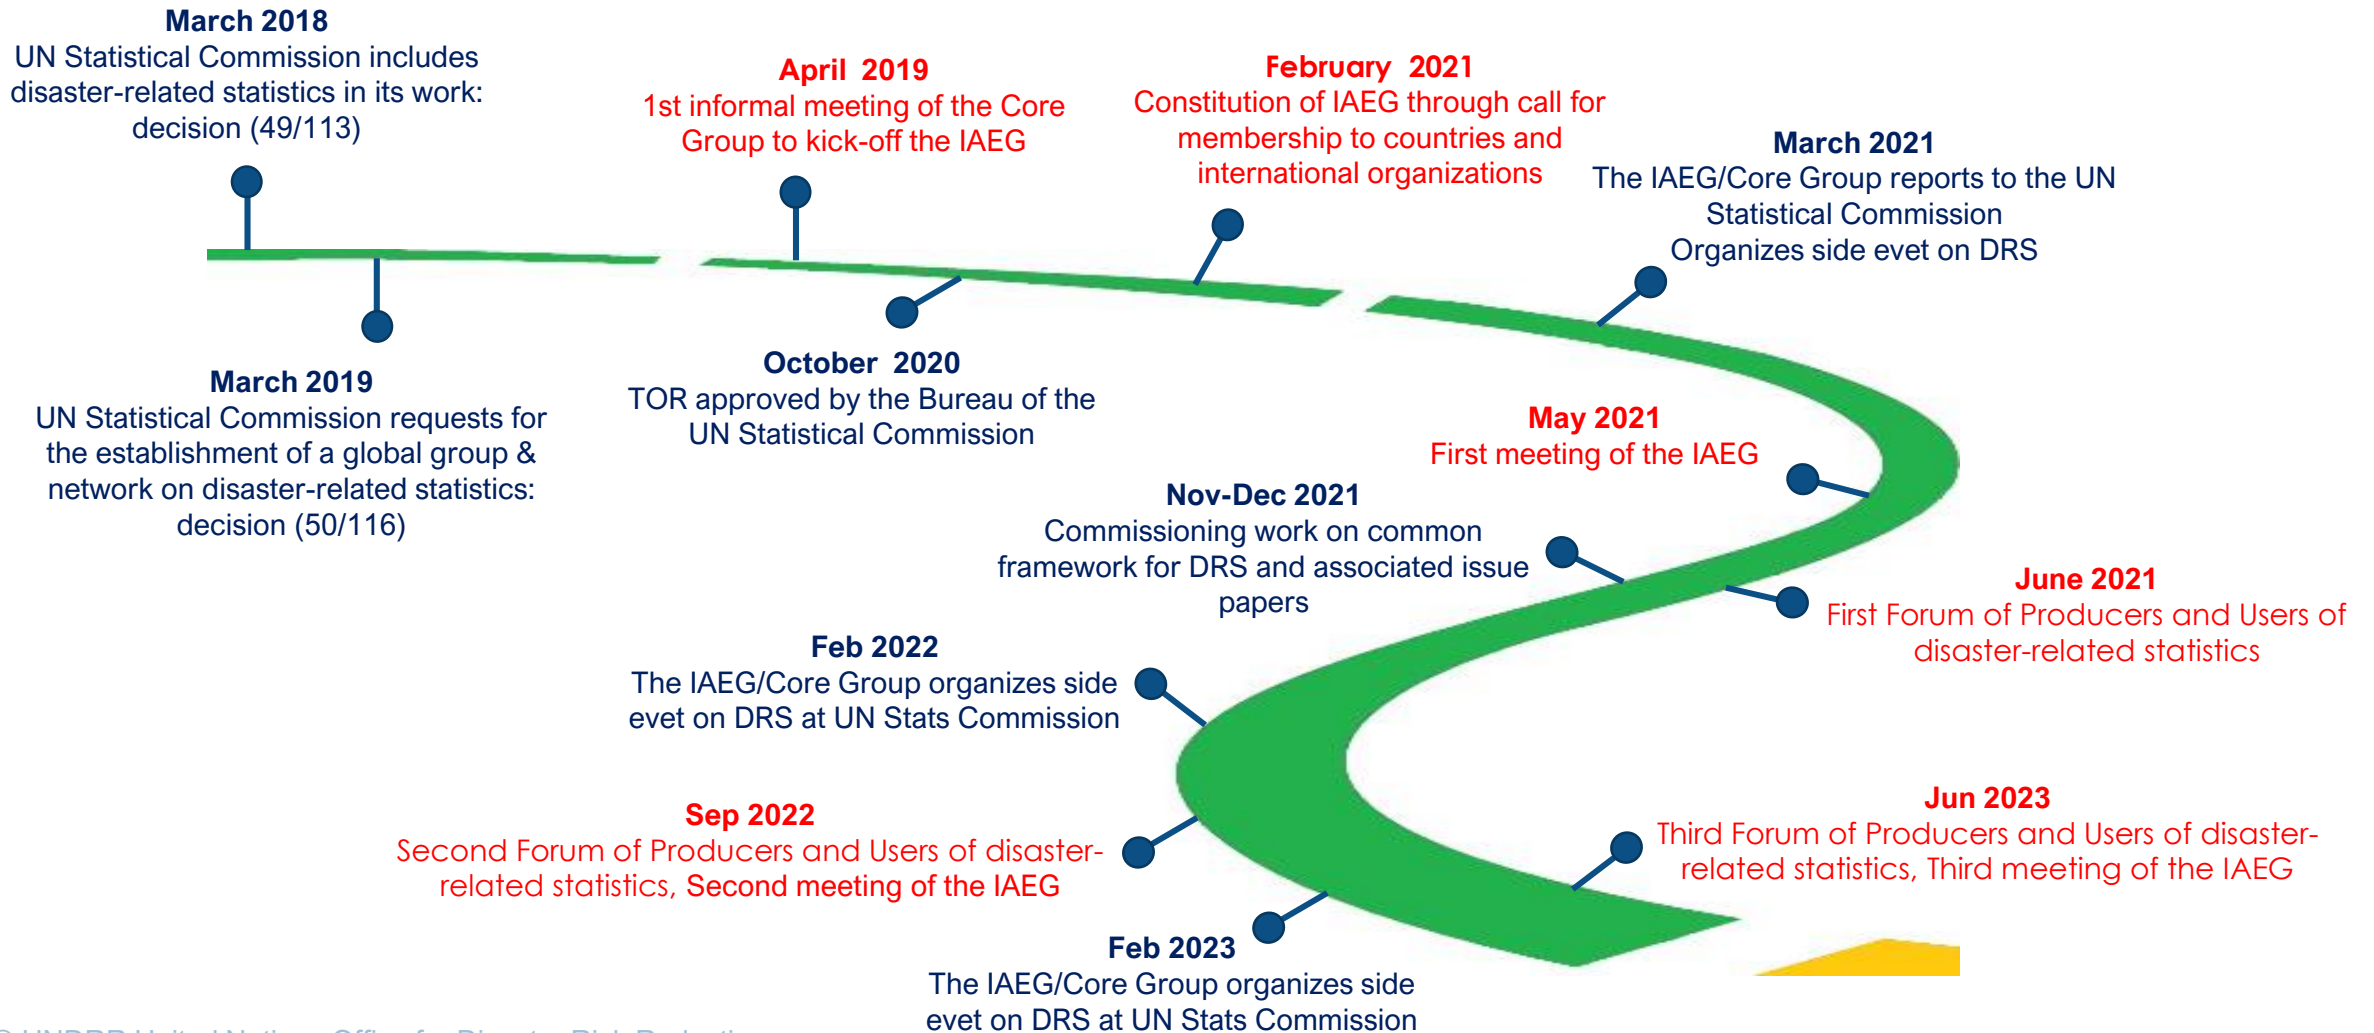 March 2018
UN Statistical Commission includes
disaster-related statistics in its work:
decision (49/113)
April 2019
1st informal meeting of the Core
Group to kick-off the IAEG
February 2021
Constitution of IAEG through call for
membership to countries and
international organizations
March 2021
The IAEG/Core Group reports to the UN
Statistical Commission
Organizes side evet on DRS
March 2019
UN Statistical Commission requests for
the establishment of a global group &
network on disaster-related statistics:
decision (50/116)
October 2020
TOR approved by the Bureau of the
UN Statistical Commission
May 2021
First meeting of the IAEG
Nov-Dec 2021
Commissioning work on common
framework for DRS and associated issue
papers
June 2021
First Forum of Producers and Users of
disaster-related statistics
Feb 2022
The IAEG/Core Group organizes side
evet on DRS at UN Stats Commission
Sep 2022
Second Forum of Producers and Users of disaster-
related statistics, Second meeting of the IAEG
Jun 2023
Third Forum of Producers and Users of disaster-
related statistics, Third meeting of the IAEG
Feb 2023
The IAEG/Core Group organizes side
evet on DRS at UN Stats Commission